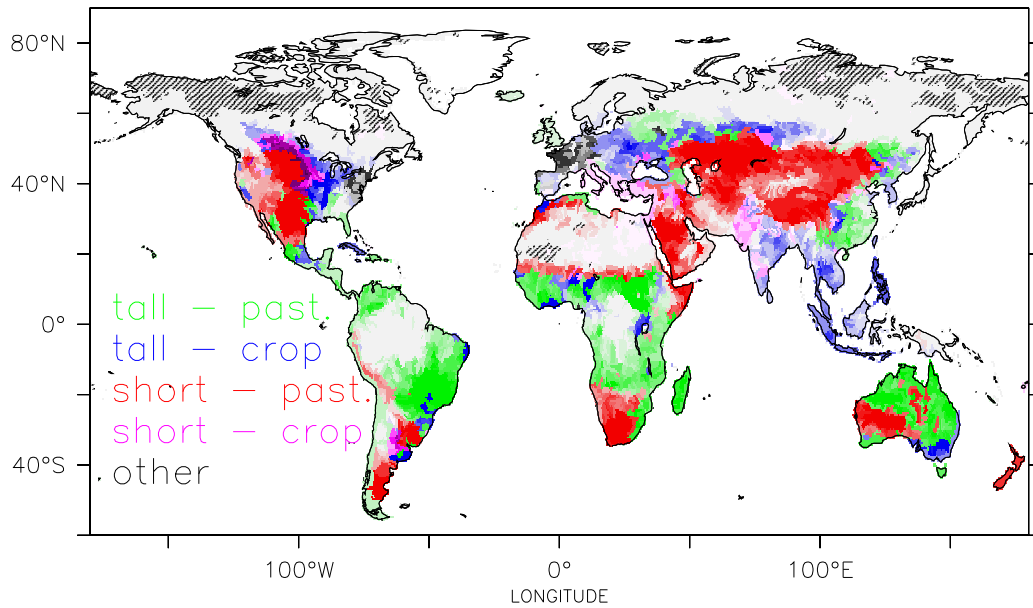 80°N
40°N
tall – past.
0°
tall – crop
short – past.
short – crop
40°S
other
100°W 0° 100°E
LONGITUDE